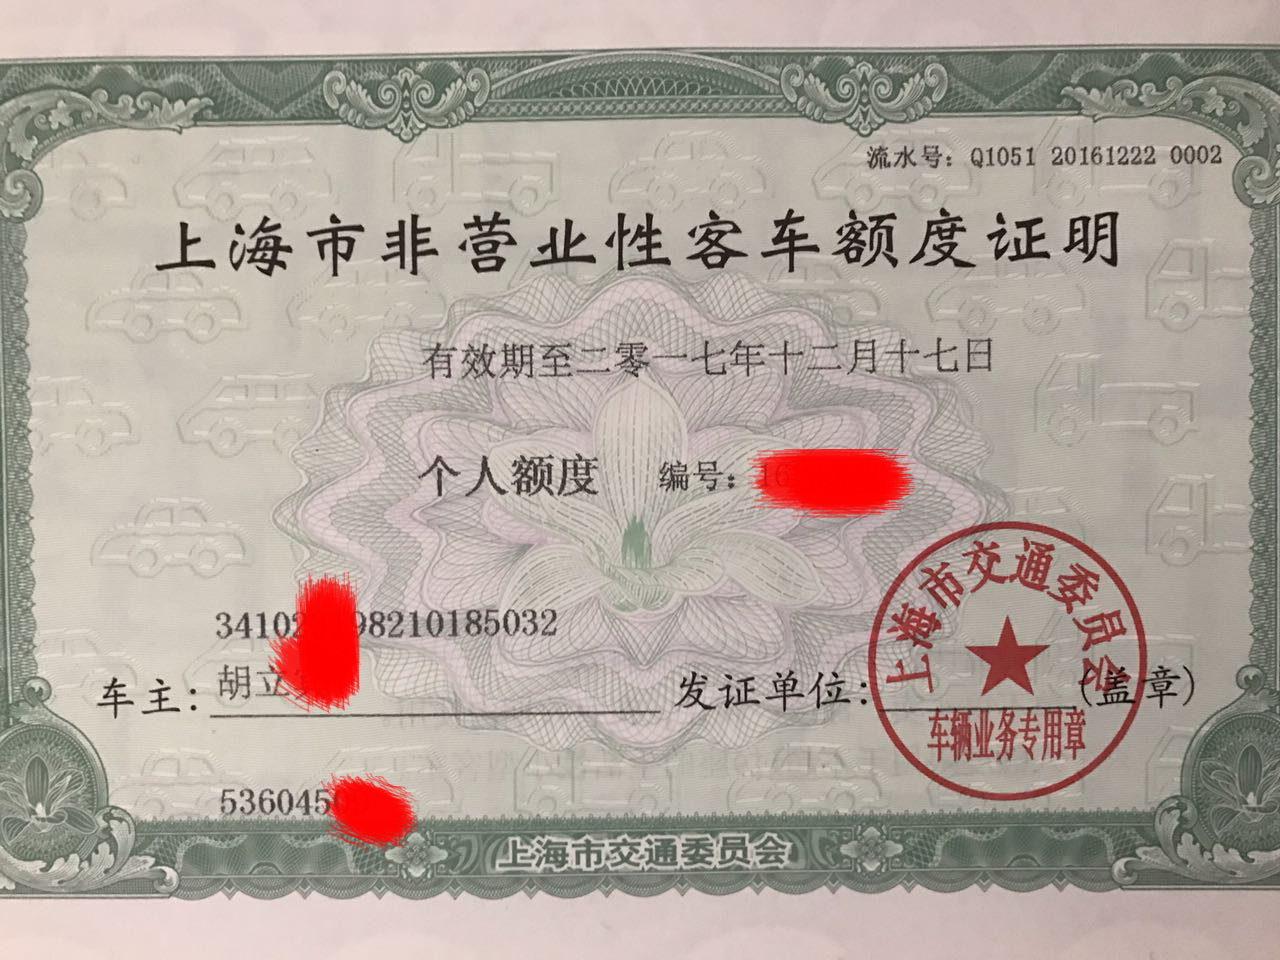 流水号：Q1051 20161222 0002
上海市非营业性客车额度证明
有效期至二零一七年十二月十七日
个人额度 编号：16
3410 98210185032
车主：胡立 发证单位： (盖章)
上海市交通委员会
车辆业务专用章
536045
上海市交通委员会